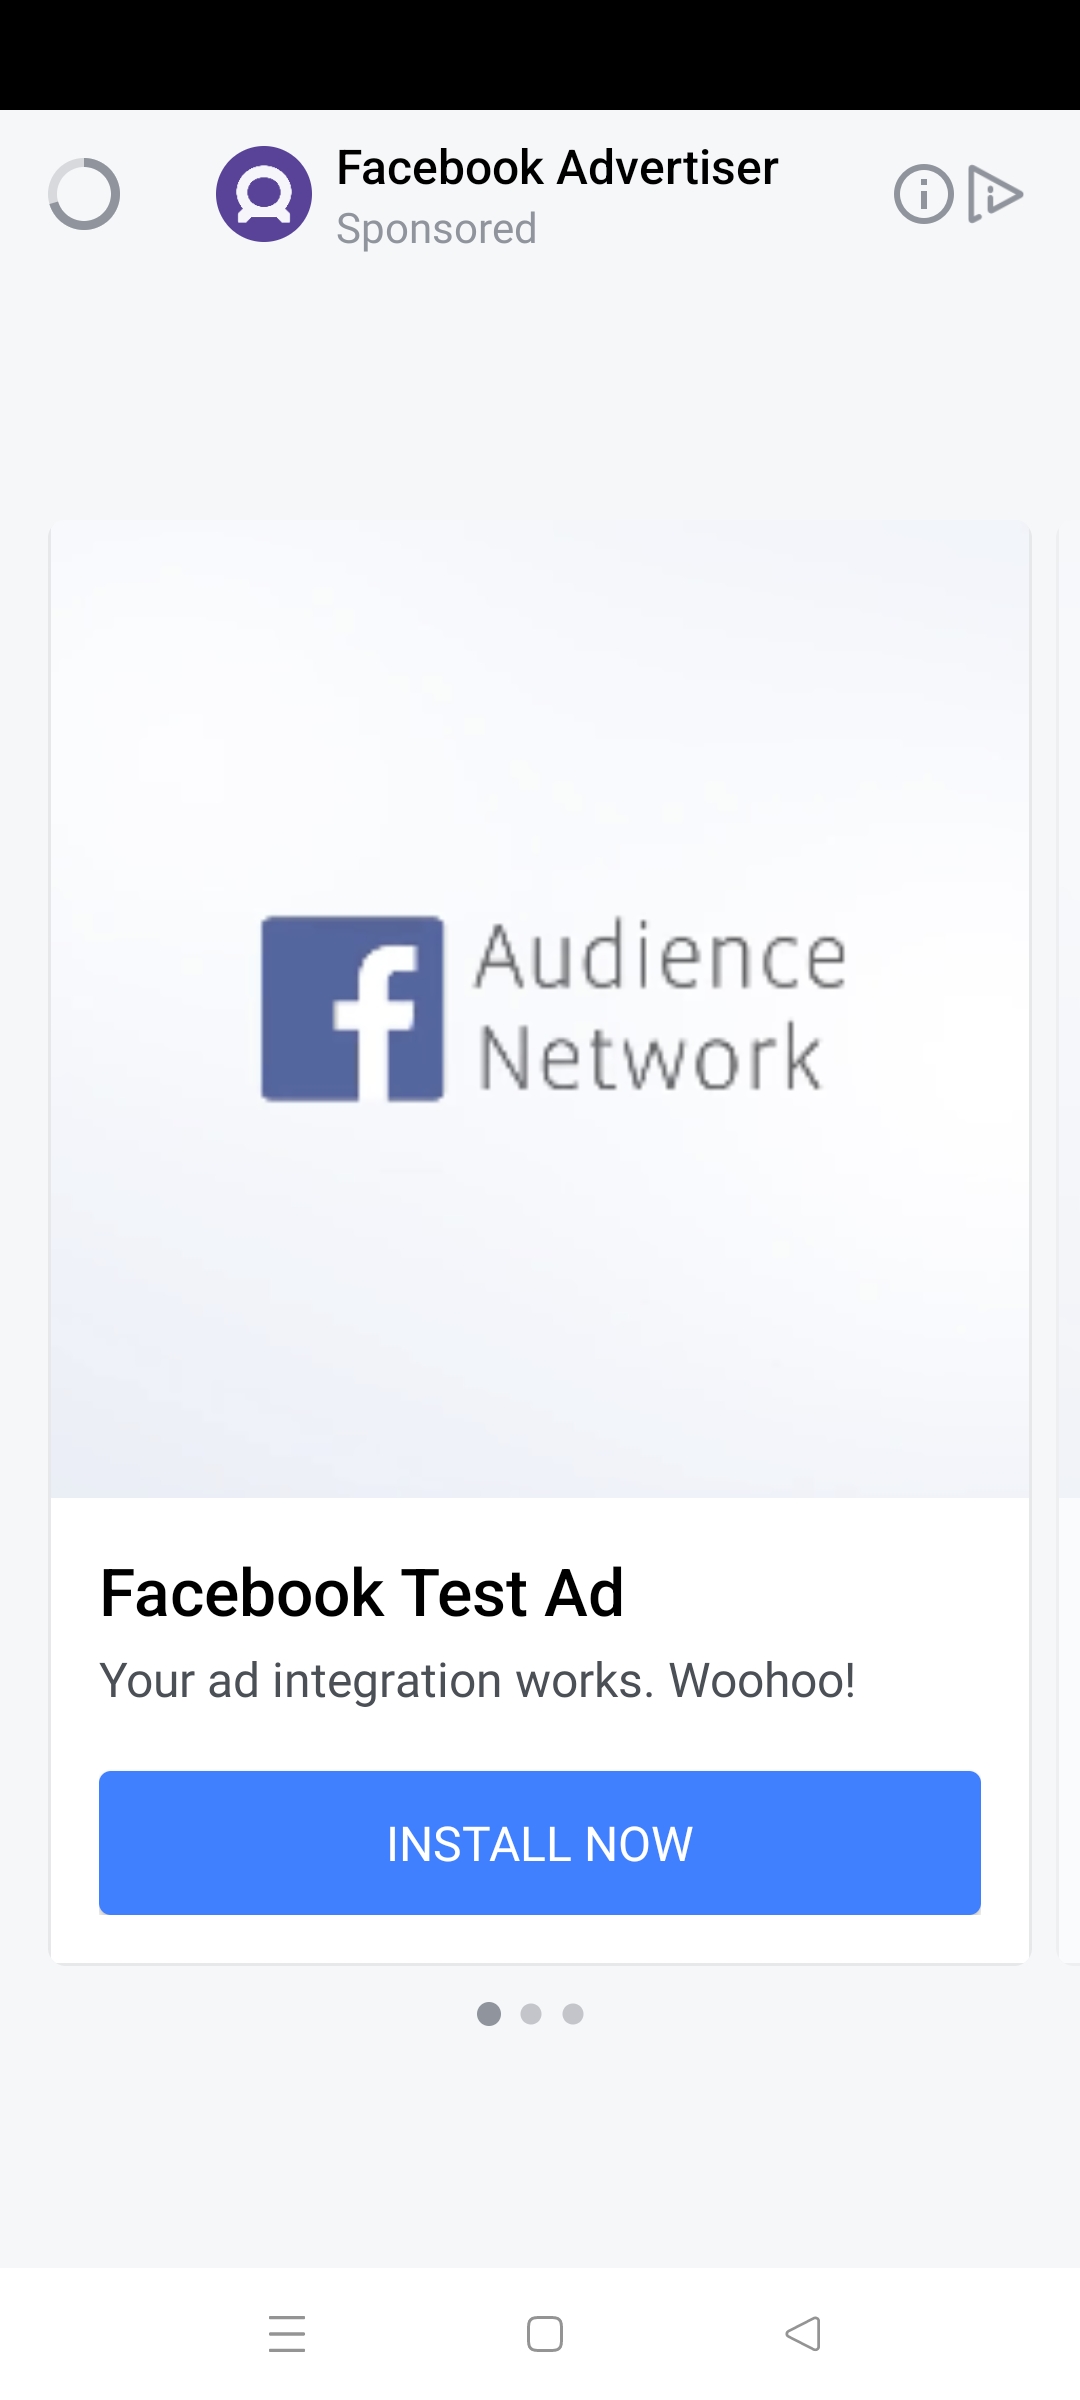 Facebook Advertiser
Sponsored
Audience
Network
Facebook Test Ad
Your ad integration works. Woohoo!
INSTALL NOW